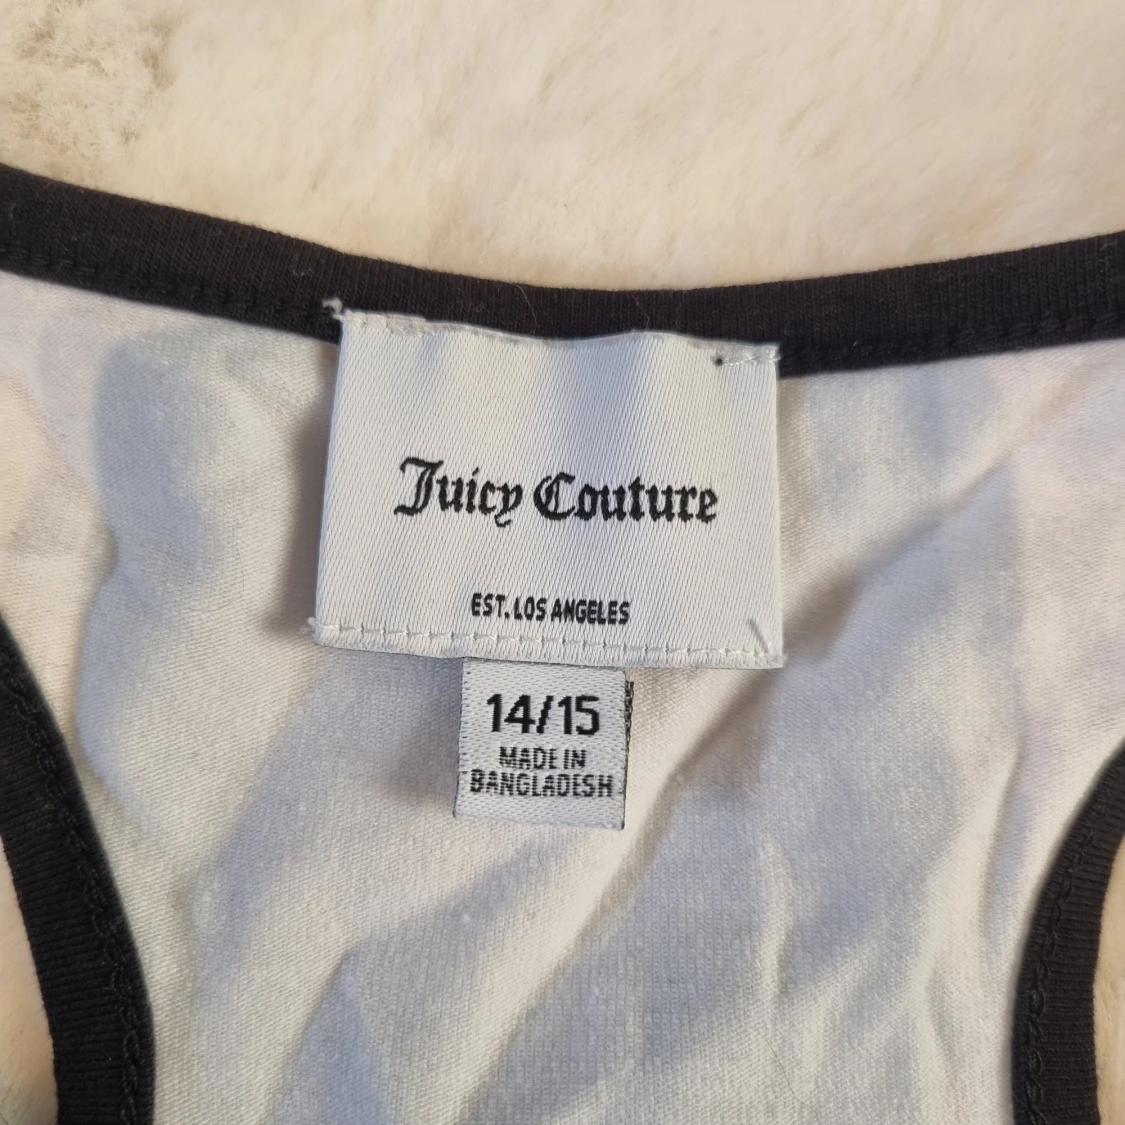 Juicy Couture
EST. LOS ANGELES
14/15
MADE IN
BANGLADESH